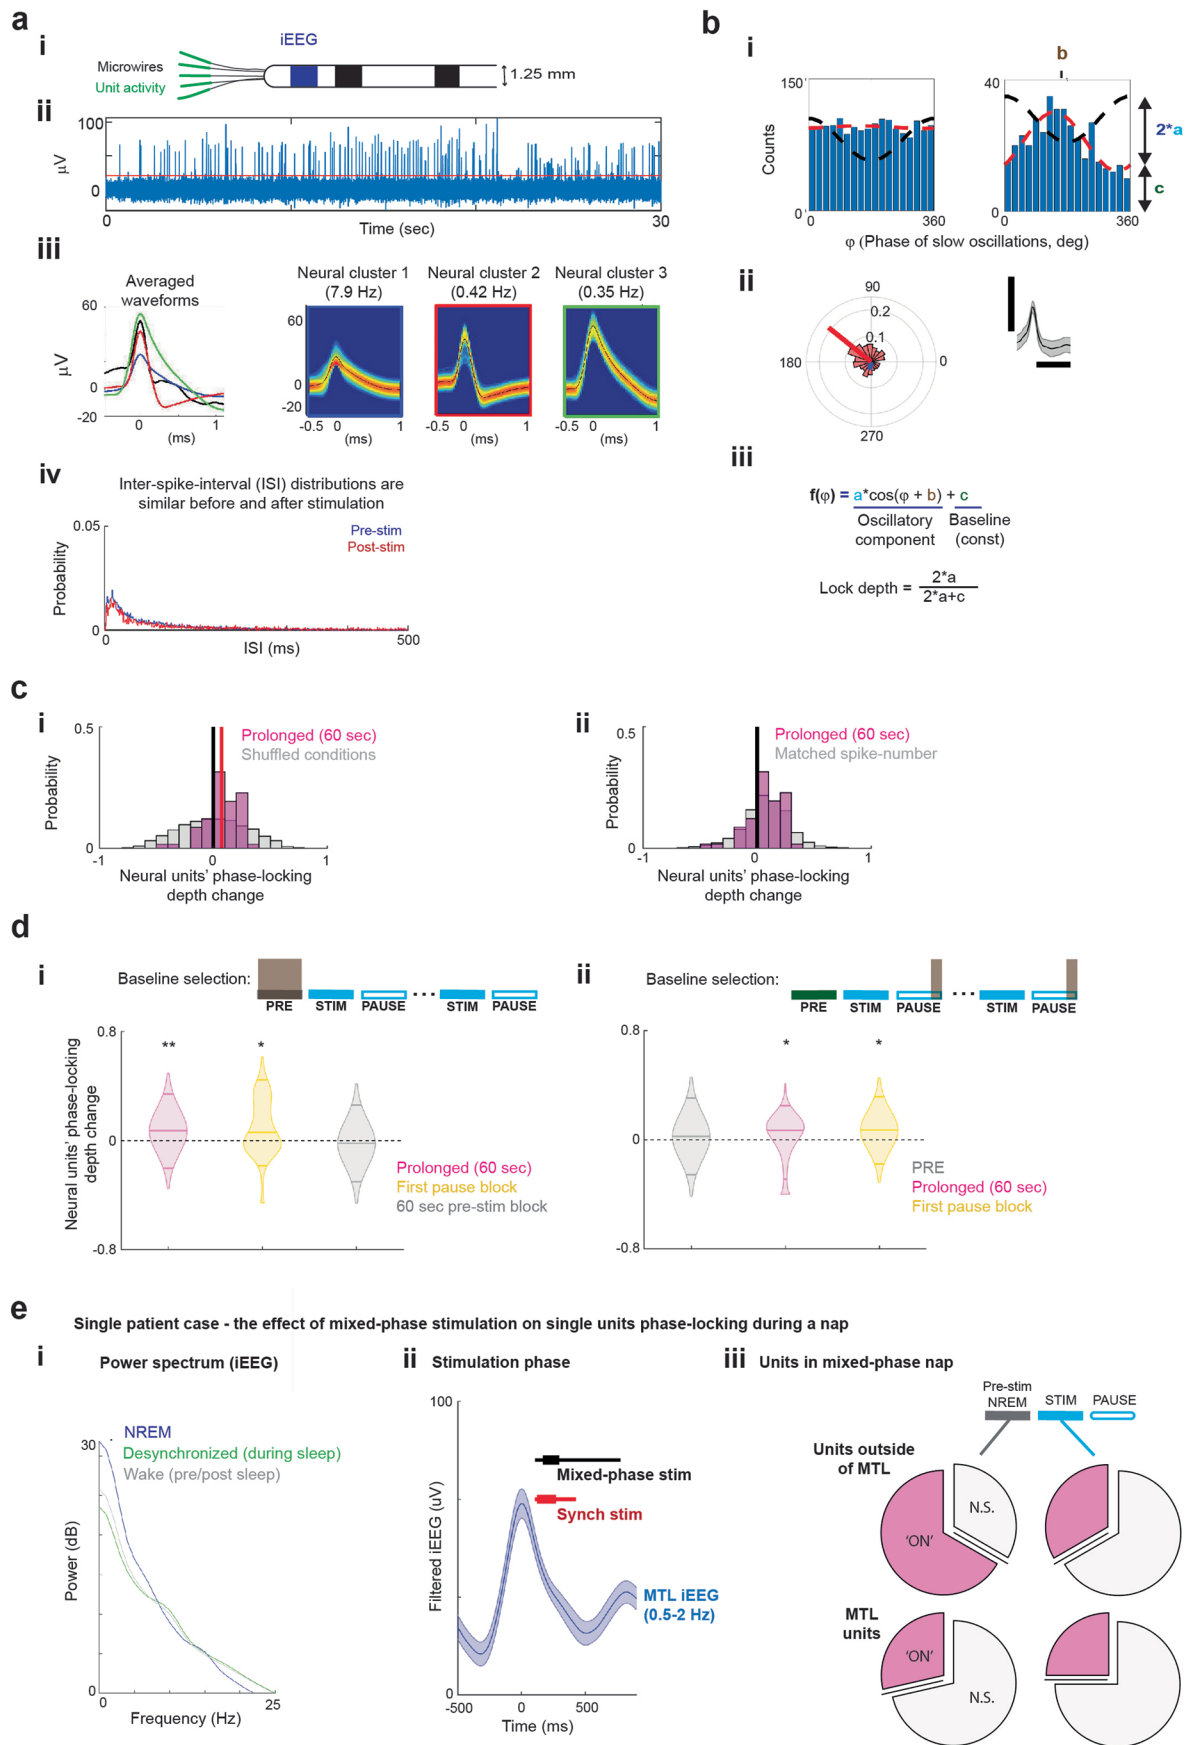 a
i
iEEG
Microwires
Unit activity
1.25 mm
ii
100
μV
0
0
30
Time (sec)
iii
Averaged
waveforms
60
μV
0
-20
0
(ms)
Neural cluster 1
(7.9 Hz)
Neural cluster 2
(0.42 Hz)
Neural cluster 3
(0.35 Hz)
60
0
-20
-0.5 0 1
(ms)
-0.5 0 1
(ms)
-0.5 0 1
(ms)
iv
Inter-spike-interval (ISI) distributions are
similar before and after stimulation
0.05
Probability
0
Pre-stim
Post-stim
0
500
ISI (ms)
b
i
150
Counts
0
0
360
b
40
0
0
360
2*a
c
φ (Phase of slow oscillations, deg)
ii
90
0.2
0.1
180
0
270
iii
f(φ) = a*cos(φ + b) + c
Oscillatory
component
Baseline
(const)
Lock depth = 2*a
2*a+c
c
i
0.5
Probability
0
Prolonged (60 sec)
Shuffled conditions
-1
0
1
Neural units’ phase-locking
depth change
ii
0.5
Probability
0
Prolonged (60 sec)
Matched spike-number
-1
0
1
Neural units’ phase-locking
depth change
d
i
Baseline selection:
PRE
STIM
PAUSE
STIM
PAUSE
0.8
Neural units’ phase-locking
depth change
0
-0.8
**
*
Prolonged (60 sec)
First pause block
60 sec pre-stim block
ii
Baseline selection:
PRE
STIM
PAUSE
STIM
PAUSE
0.8
0
-0.8
*
*
PRE
Prolonged (60 sec)
First pause block
e
Single patient case - the effect of mixed-phase stimulation on single units phase-locking during a nap
i
Power spectrum (iEEG)
30
Power (dB)
0
NREM
Desynchronized (during sleep)
Wake (pre/post sleep)
0
25
Frequency (Hz)
ii
Stimulation phase
100
Filtered iEEG (uV)
0
Mixed-phase stim
Synch stim
MTL iEEG
(0.5-2 Hz)
-500
0
500
Time (ms)
iii
Units in mixed-phase nap
Pre-stim
NREM
STIM
PAUSE
Units outside
of MTL
N.S.
‘ON’
MTL
units
‘ON’
N.S.